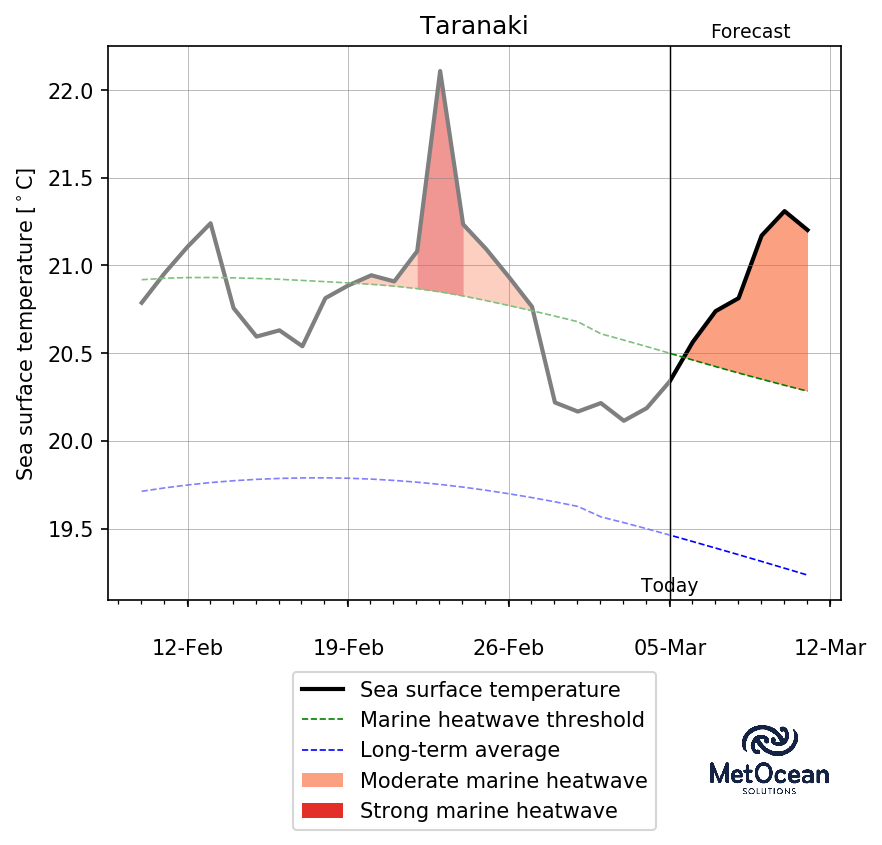 Taranaki
Forecast
22.0
21.5
21.0
20.5
20.0
19.5
Sea surface temperature [°C]
Today
12-Feb 19-Feb 26-Feb 05-Mar 12-Mar
Sea surface temperature
Marine heatwave threshold
Long-term average
Moderate marine heatwave
Strong marine heatwave
MetOcean
SOLUTIONS